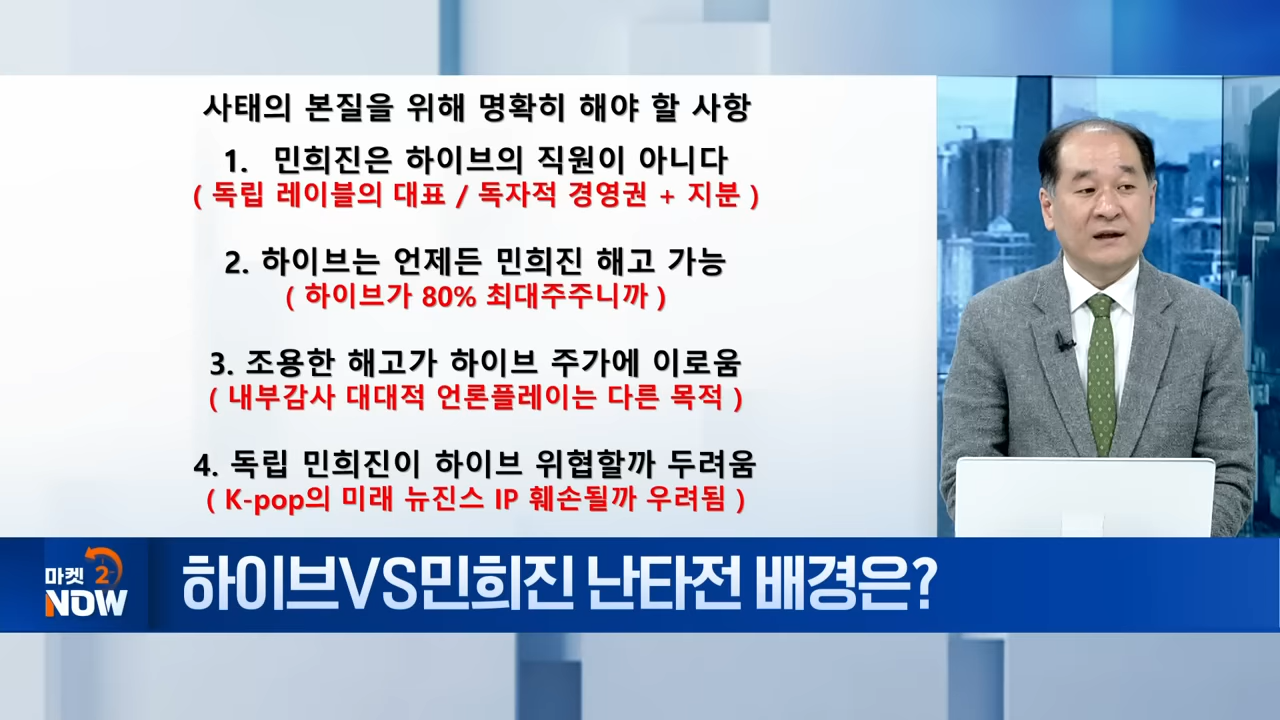 사태의 본질을 위해 명확히 해야 할 사항
1. 민희진은 하이브의 직원이 아니다
( 독립 레이블의 대표 / 독자적 경영권 + 지분 )
2. 하이브는 언제든 민희진 해고 가능
( 하이브가 80% 최대주주니까 )
3. 조용한 해고가 하이브 주가에 이로움
( 내부감사 대대적 언론플레이는 다른 목적 )
4. 독립 민희진이 하이브 위협할까 두려움
( K-pop의 미래 뉴진스 IP 훼손될까 우려됨 )
마켓 2
NOW
하이브VS민희진 난타전 배경은?